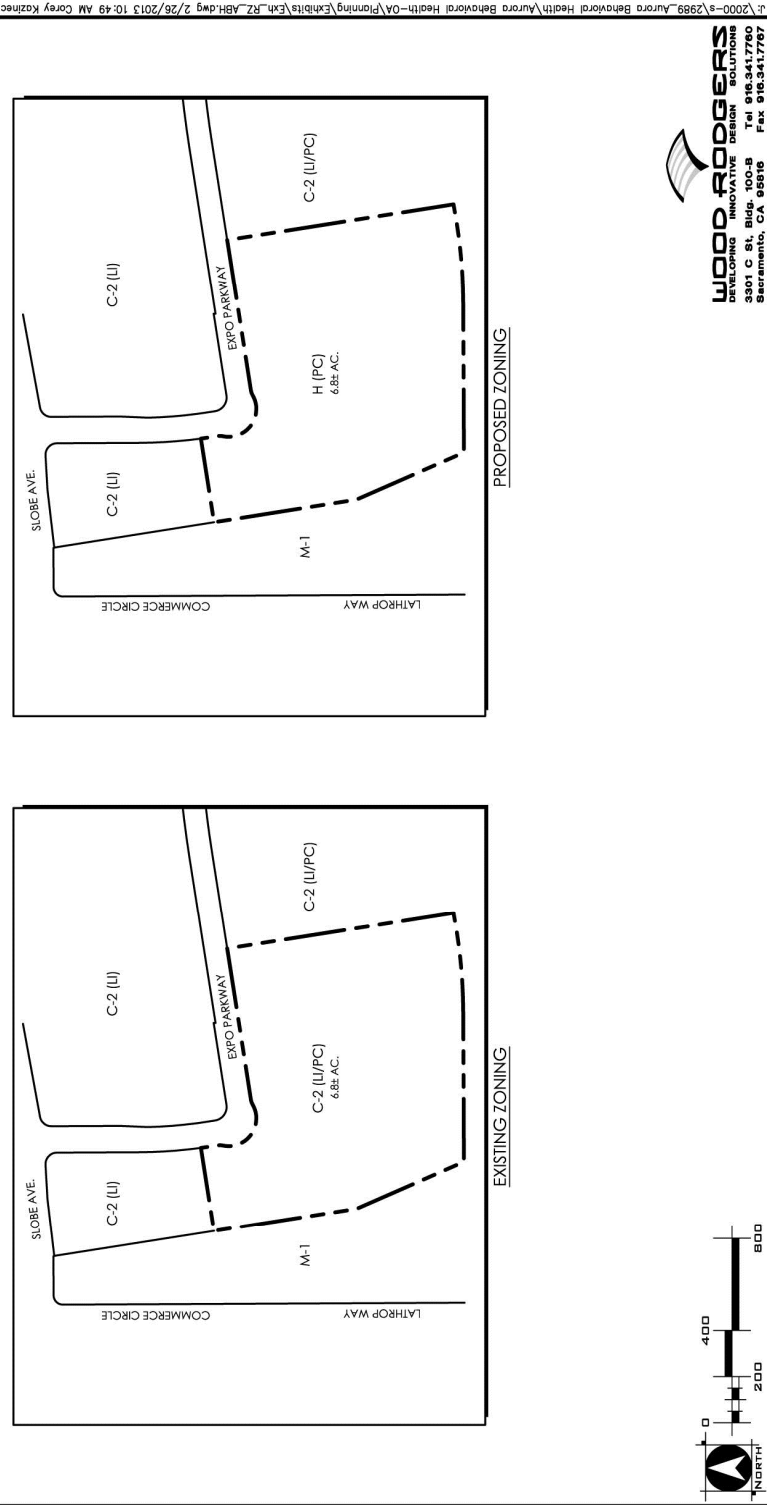 J:\2000-s\2989_Aurora Behavioral Health\Aurora Behavioral Health-OA\Planning\Exhibits\Exh_RZ_ABH.dwg 2/26/2013 10:49 AM Corey Kazinec
SLOBE AVE.
C-2 (LI)
C-2 (LI)
EXPO PARKWAY
C-2 (LI/PC)
C-2 (LI/PC)
6.8± AC.
M-1
COMMERCE CIRCLE
LATHROP WAY
EXISTING ZONING
SLOBE AVE.
C-2 (LI)
C-2 (LI)
EXPO PARKWAY
C-2 (LI/PC)
H (PC)
6.8± AC.
M-1
COMMERCE CIRCLE
LATHROP WAY
PROPOSED ZONING
NORTH
0 200 400 800
WOOD RODGERS
DEVELOPING INNOVATIVE DESIGN SOLUTIONS
3301 C St, Bldg. 100-B Tel 916.341.7760
Sacramento, CA 95816 Fax 916.341.7767